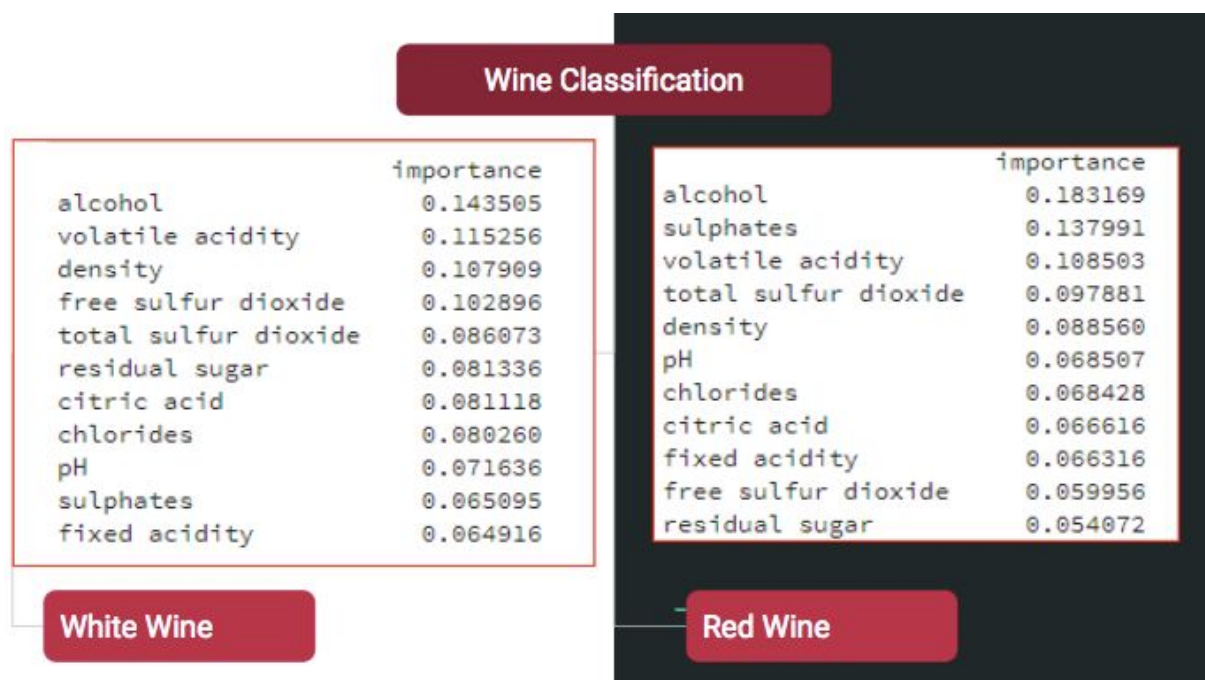 Wine Classification
importance
alcohol 0.143505
volatile acidity 0.115256
density 0.107909
free sulfur dioxide 0.102896
total sulfur dioxide 0.086073
residual sugar 0.081336
citric acid 0.081118
chlorides 0.080260
pH 0.071636
sulphates 0.065095
fixed acidity 0.064916
White Wine
importance
alcohol 0.183169
sulphates 0.137991
volatile acidity 0.108503
total sulfur dioxide 0.097881
density 0.088560
pH 0.068507
chlorides 0.068428
citric acid 0.066616
fixed acidity 0.066316
free sulfur dioxide 0.059956
residual sugar 0.054072
Red Wine